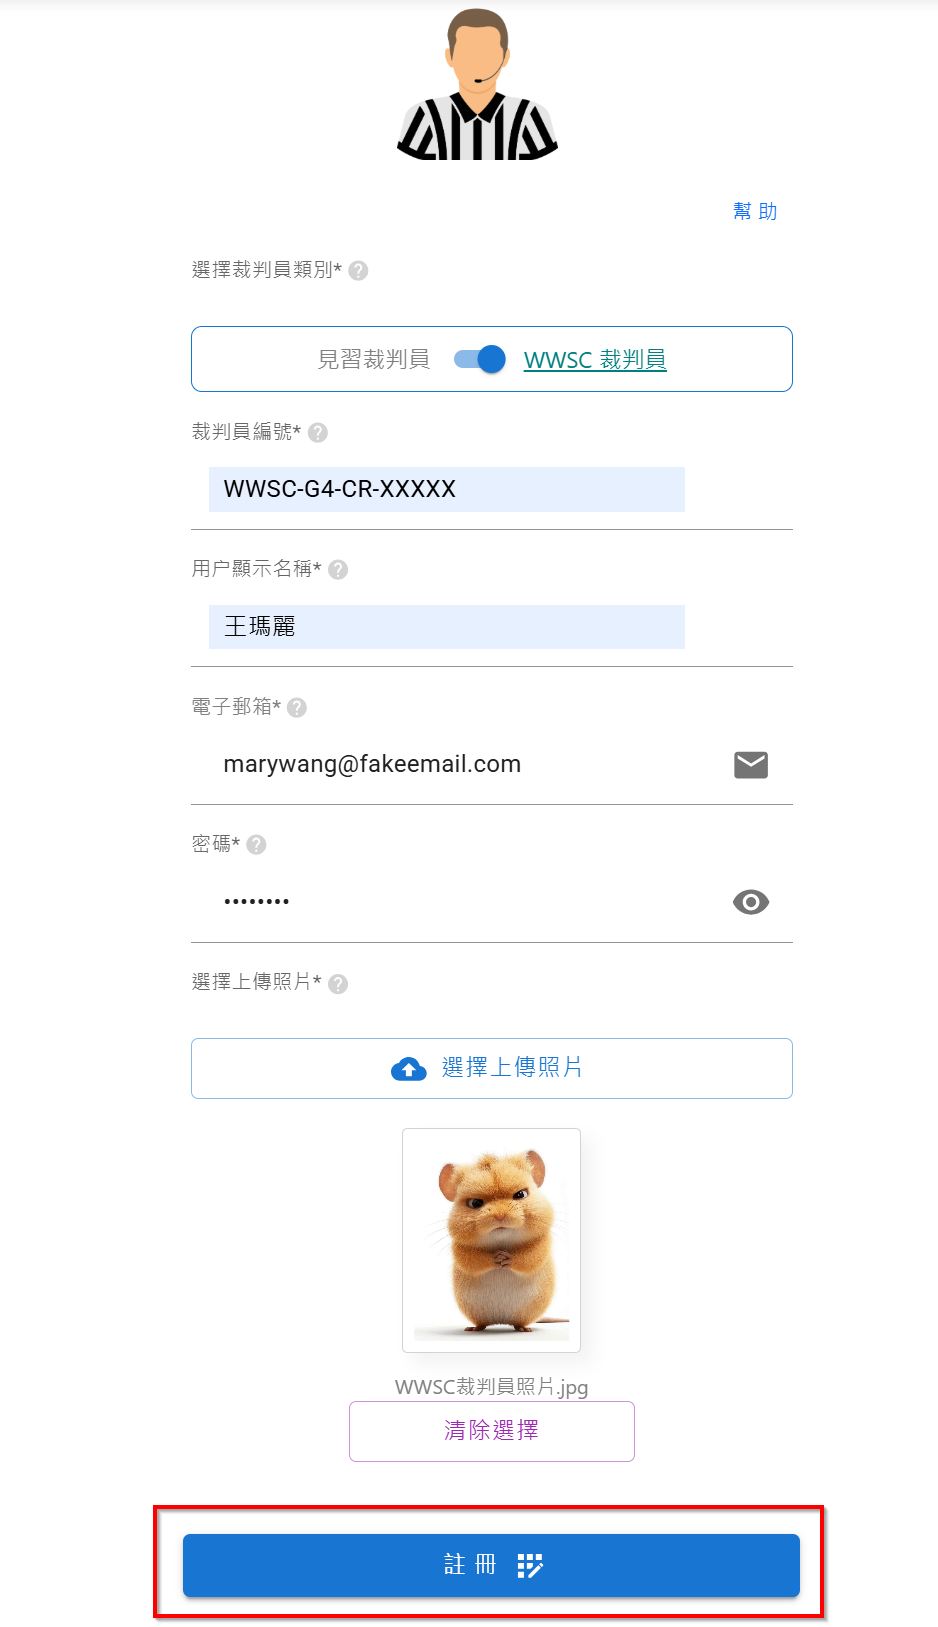 幫助
選擇裁判員類別*
見習裁判員 WWSC 裁判員
裁判員編號*
WWSC-G4-CR-XXXXX
用户顯示名稱*
王瑪麗
電子郵箱*
marywang@fakeemail.com
密碼*
••••••••
選擇上傳照片*
選擇上傳照片
WWSC裁判員照片.jpg
清除選擇
註冊